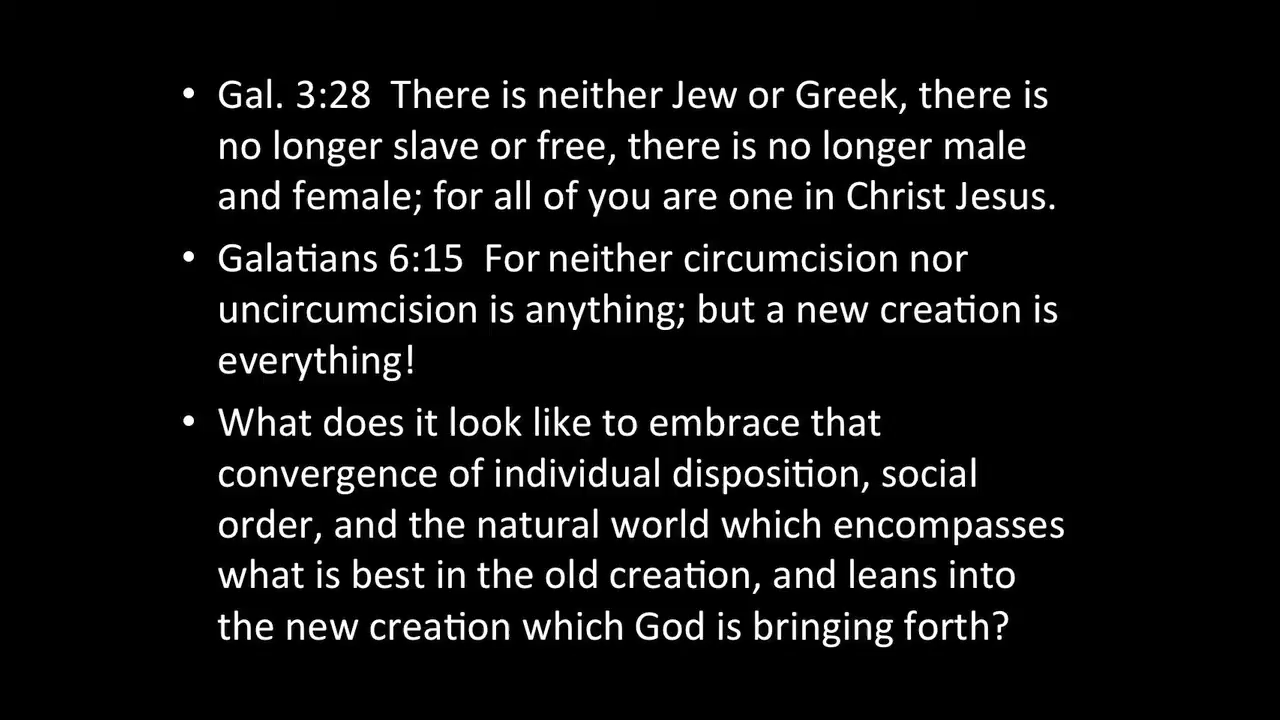 • Gal. 3:28  There is neither Jew or Greek, there is
no longer slave or free, there is no longer male
and female; for all of you are one in Christ Jesus.
• Galatians 6:15  For neither circumcision nor
uncircumcision is anything; but a new creation is
everything!
• What does it look like to embrace that
convergence of individual disposition, social
order, and the natural world which encompasses
what is best in the old creation, and leans into
the new creation which God is bringing forth?